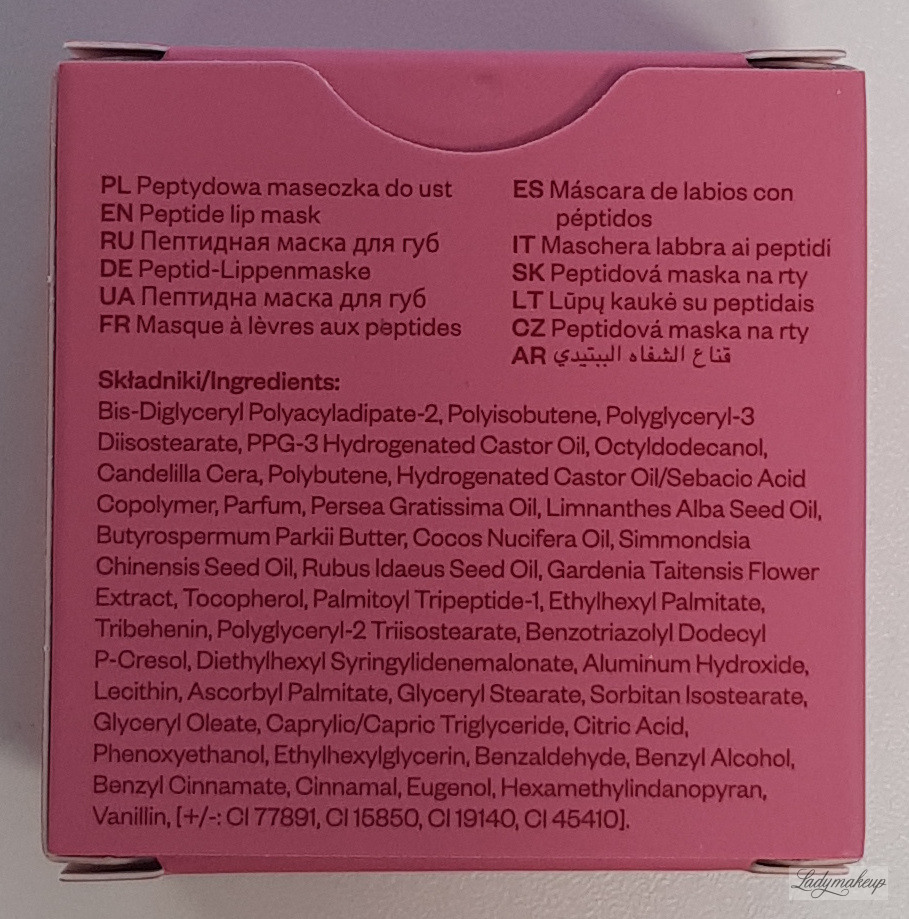 PL Peptydowa maseczka do ust
EN Peptide lip mask
RU Пептидная маска для губ
DE Peptid-Lippenmaske
UA Пептидна маска для губ
FR Masque à lèvres aux peptides
ES Máscara de labios con
péptidos
IT Maschera labbra ai peptidi
SK Peptidová maska na rty
LT Lūpų kaukė su peptidais
CZ Peptidová maska na rty
AR قناع الشفاه الببتيدي
Składniki/Ingredients:
Bis-Diglyceryl Polyacyladipate-2, Polyisobutene, Polyglyceryl-3
Diisostearate, PPG-3 Hydrogenated Castor Oil, Octyldodecanol,
Candelilla Cera, Polybutene, Hydrogenated Castor Oil/Sebacic Acid
Copolymer, Parfum, Persea Gratissima Oil, Limnanthes Alba Seed Oil,
Butyrospermum Parkii Butter, Cocos Nucifera Oil, Simmondsia
Chinensis Seed Oil, Rubus Idaeus Seed Oil, Gardenia Taitensis Flower
Extract, Tocopherol, Palmitoyl Tripeptide-1, Ethylhexyl Palmitate,
Tribehenin, Polyglyceryl-2 Triisostearate, Benzotriazolyl Dodecyl
P-Cresol, Diethylhexyl Syringylidenemalonate, Aluminum Hydroxide,
Lecithin, Ascorbyl Palmitate, Glyceryl Stearate, Sorbitan Isostearate,
Glyceryl Oleate, Caprylic/Capric Triglyceride, Citric Acid,
Phenoxyethanol, Ethylhexylglycerin, Benzaldehyde, Benzyl Alcohol,
Benzyl Cinnamate, Cinnamal, Eugenol, Hexamethylindanopyran,
Vanillin, [+/-: CI 77891, CI 15850, CI 19140, CI 45410].
Ladymakeup